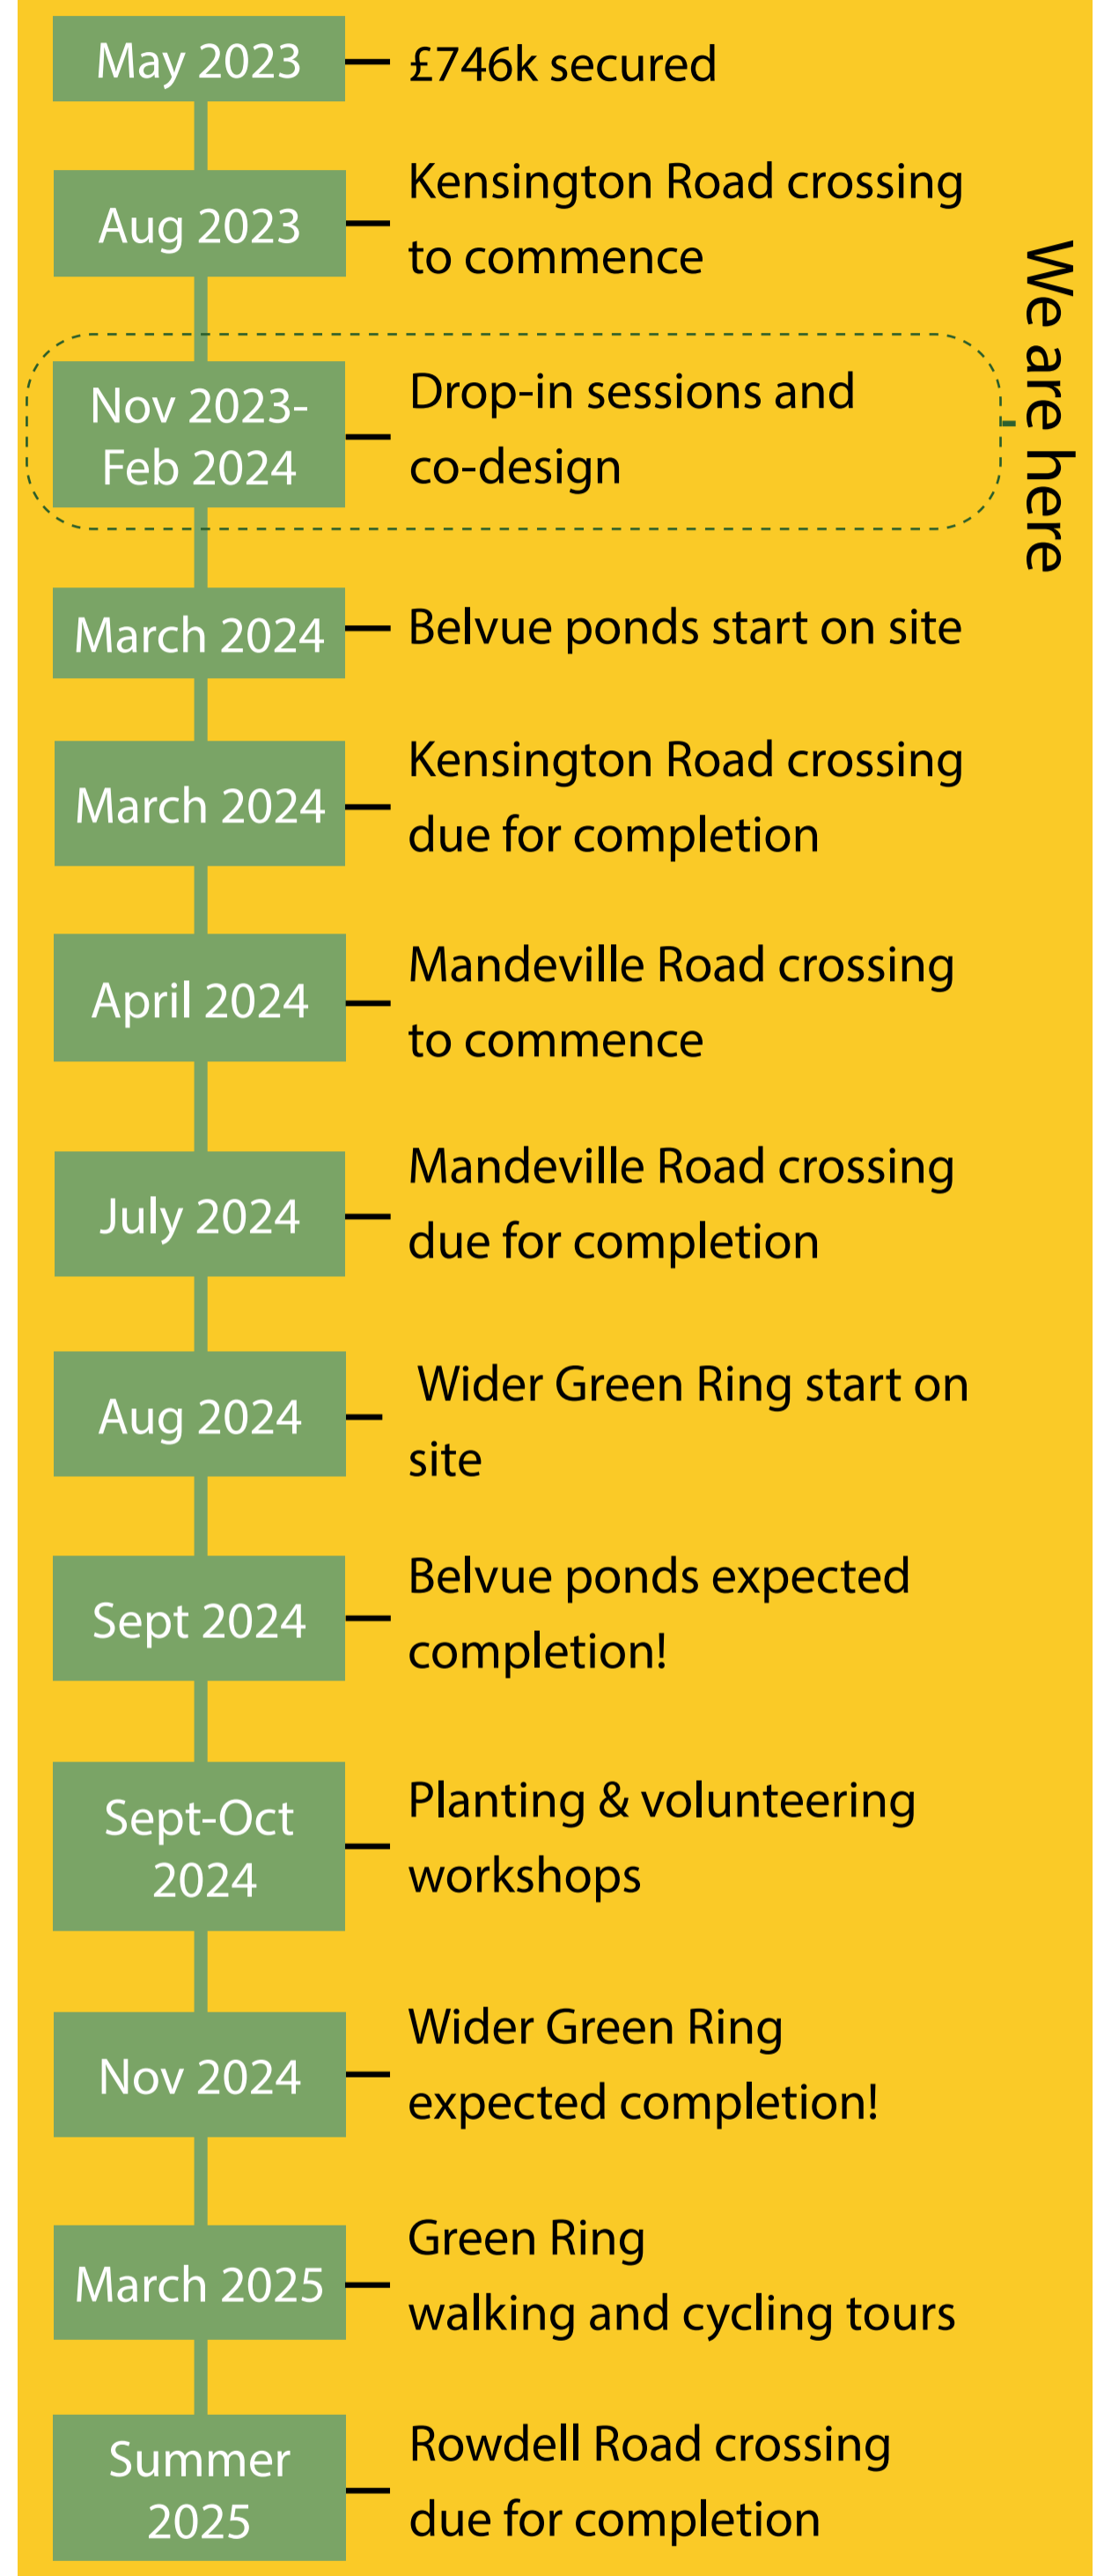 May 2023
£746k secured
Aug 2023
Kensington Road crossing
to commence
Nov 2023-
Feb 2024
Drop-in sessions and
co-design
We are here
March 2024
Belvue ponds start on site
March 2024
Kensington Road crossing
due for completion
April 2024
Mandeville Road crossing
to commence
July 2024
Mandeville Road crossing
due for completion
Aug 2024
Wider Green Ring start on
site
Sept 2024
Belvue ponds expected
completion!
Sept-Oct
2024
Planting & volunteering
workshops
Nov 2024
Wider Green Ring
expected completion!
March 2025
Green Ring
walking and cycling tours
Summer
2025
Rowdell Road crossing
due for completion